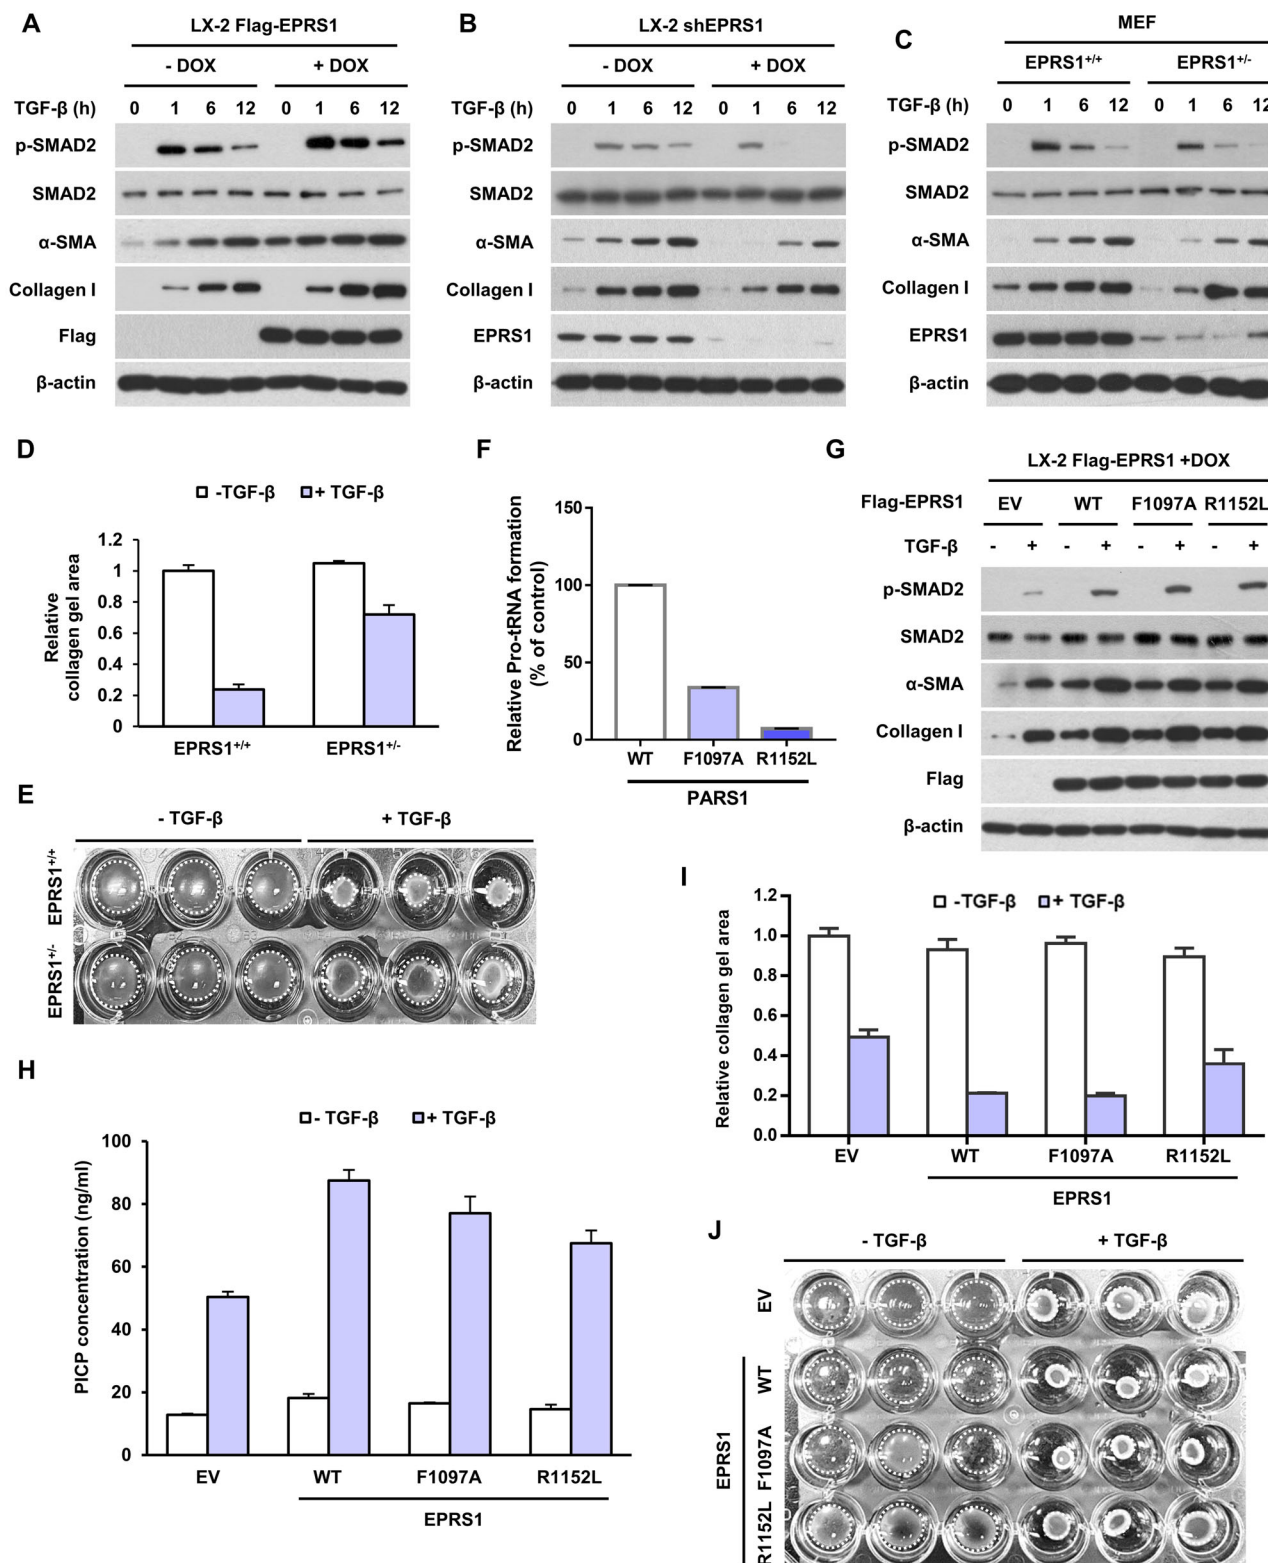 A
LX-2 Flag-EPRS1
- DOX + DOX
TGF-β (h) 0 1 6 12 0 1 6 12
p-SMAD2
SMAD2
α-SMA
Collagen I
Flag
β-actin
B
LX-2 shEPRS1
- DOX + DOX
TGF-β (h) 0 1 6 12 0 1 6 12
p-SMAD2
SMAD2
α-SMA
Collagen I
EPRS1
β-actin
C
MEF
EPRS1+/+ EPRS1+/-
TGF-β (h) 0 1 6 12 0 1 6 12
p-SMAD2
SMAD2
α-SMA
Collagen I
EPRS1
β-actin
D
-TGF-β + TGF-β
Relative
collagen gel area
1.2
1
0.8
0.6
0.4
0.2
0
EPRS1+/+ EPRS1+/-
E
- TGF-β + TGF-β
EPRS1+/+
EPRS1+/-
F
Relative Pro-tRNA formation
(% of control)
150
100
50
0
WT F1097A R1152L
PARS1
G
LX-2 Flag-EPRS1 +DOX
Flag-EPRS1 EV WT F1097A R1152L
TGF-β - + - + - + - +
p-SMAD2
SMAD2
α-SMA
Collagen I
Flag
β-actin
H
- TGF-β + TGF-β
PICP concentration (ng/ml)
100
80
60
40
20
0
EV WT F1097A R1152L
EPRS1
I
-TGF-β + TGF-β
Relative collagen gel area
1.2
1.0
0.8
0.6
0.4
0.2
0.0
EV WT F1097A R1152L
EPRS1
J
- TGF-β + TGF-β
EV
WT
F1097A
R1152L
EPRS1